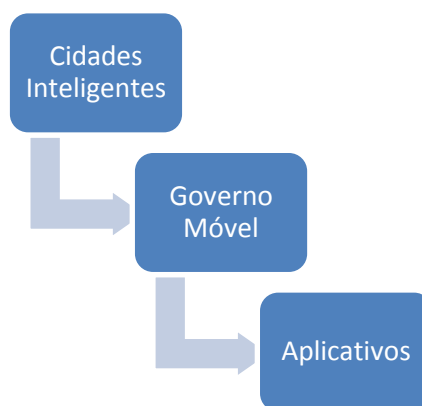 Cidades
Inteligentes
Governo
Móvel
Aplicativos